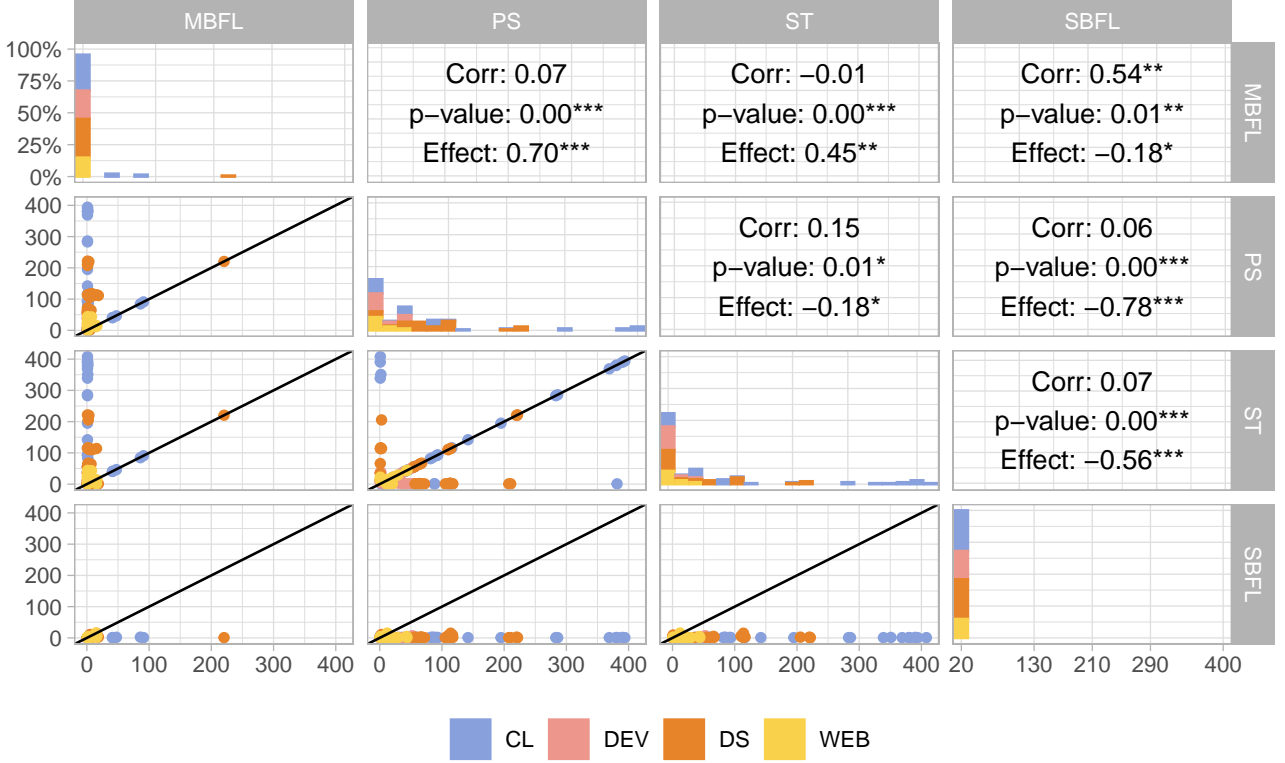 MBFL PS ST SBFL
100%
75%
50%
25%
0%
Corr: 0.07
p−value: 0.00***
Effect: 0.70***
Corr: −0.01
p−value: 0.00***
Effect: 0.45**
Corr: 0.54**
p−value: 0.01**
Effect: −0.18*
MBFL
400
300
200
100
0
Corr: 0.15
p−value: 0.01*
Effect: −0.18*
Corr: 0.06
p−value: 0.00***
Effect: −0.78***
PS
400
300
200
100
0
Corr: 0.07
p−value: 0.00***
Effect: −0.56***
ST
400
300
200
100
0
SBFL
0 100 200 300 400 0 100 200 300 400 0 100 200 300 400 20 130 210 290 400
CL DEV DS WEB